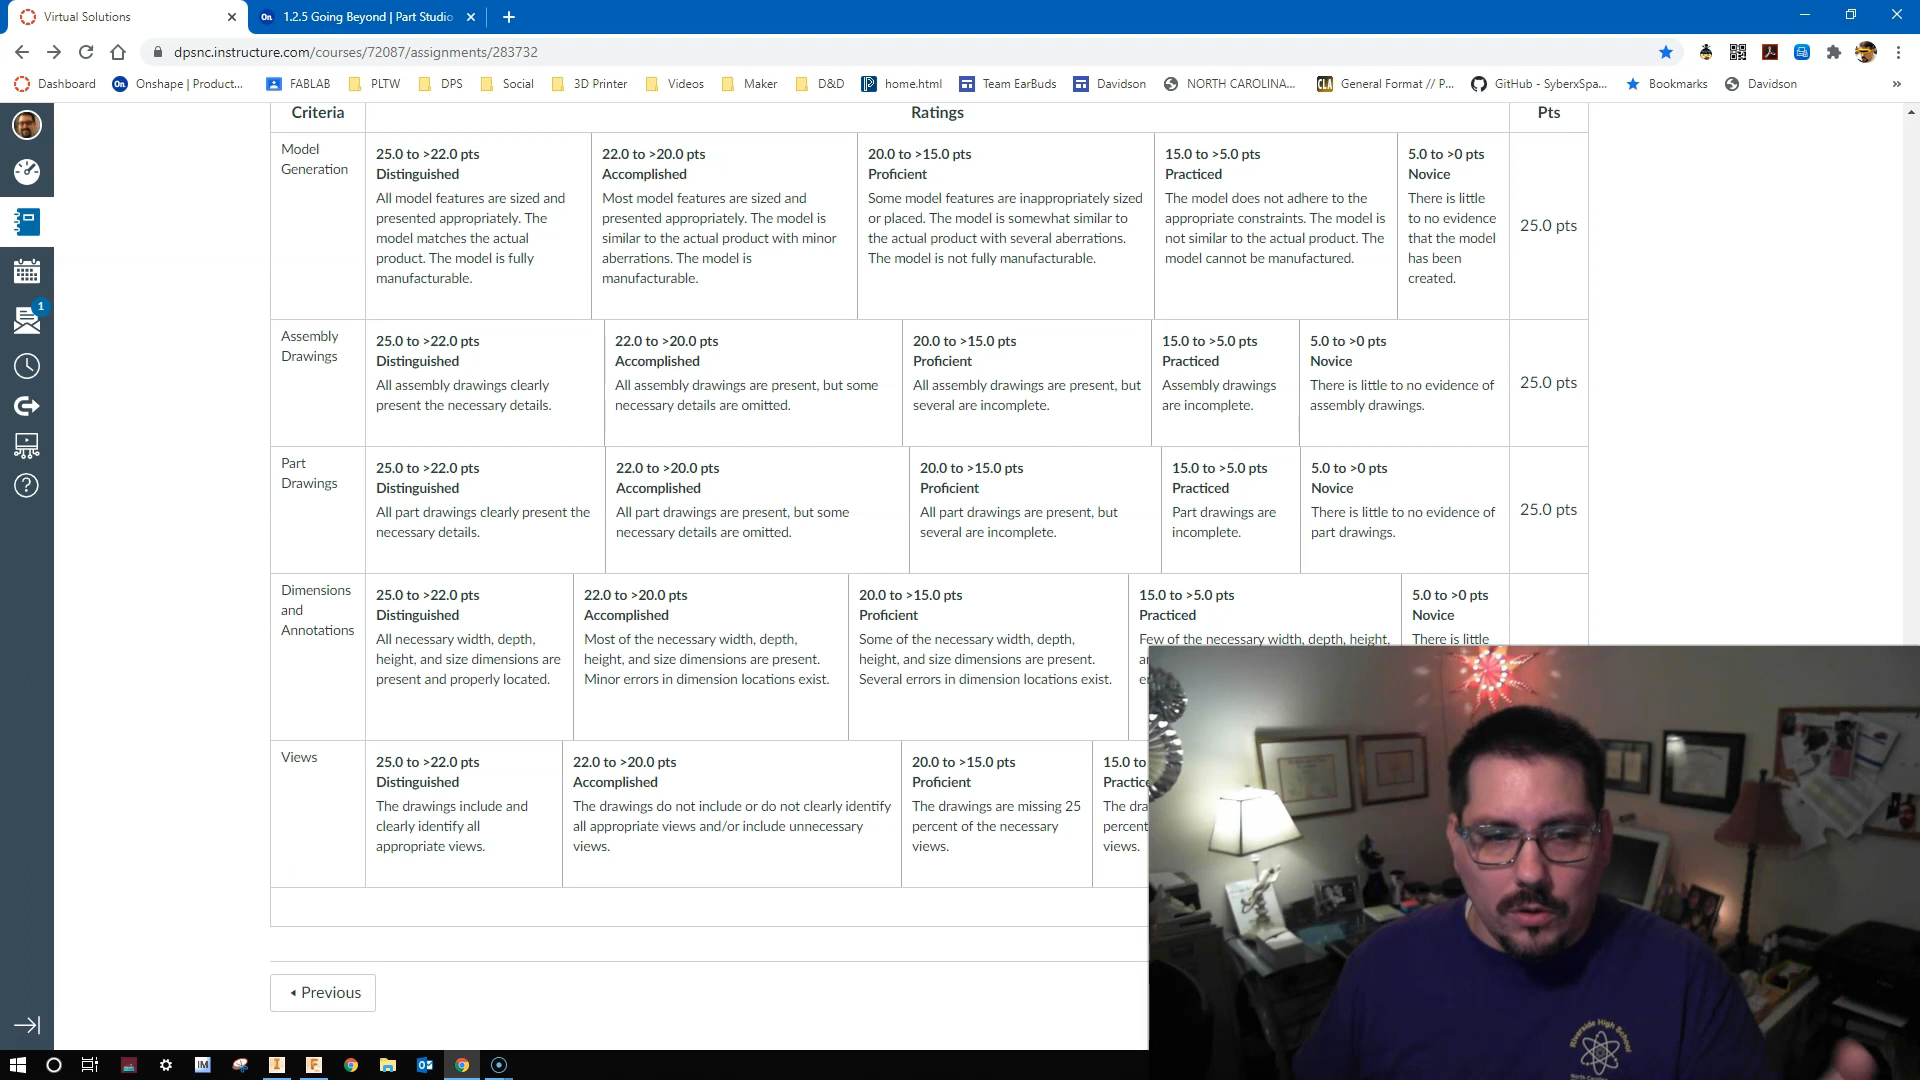 Virtual Solutions
On 1.2.5 Going Beyond | Part Studio
dpsnc.instructure.com/courses/72087/assignments/283732
Dashboard
On Onshape | Product...
FABLAB
PLTW
DPS
Social
3D Printer
Videos
Maker
D&D
home.html
Team EarBuds
Davidson
NORTH CAROLINA...
CLA General Format // P...
GitHub - SyberxSpa...
Bookmarks
Davidson
»
1
Criteria Ratings Pts
Model
Generation
25.0 to >22.0 pts
Distinguished
All model features are sized and
presented appropriately. The
model matches the actual
product. The model is fully
manufacturable.
22.0 to >20.0 pts
Accomplished
Most model features are sized and
presented appropriately. The model is
similar to the actual product with minor
aberrations. The model is
manufacturable.
20.0 to >15.0 pts
Proficient
Some model features are inappropriately sized
or placed. The model is somewhat similar to
the actual product with several aberrations.
The model is not fully manufacturable.
15.0 to >5.0 pts
Practiced
The model does not adhere to the
appropriate constraints. The model is
not similar to the actual product. The
model cannot be manufactured.
5.0 to >0 pts
Novice
There is little
to no evidence
that the model
has been
created.
25.0 pts
Assembly
Drawings
25.0 to >22.0 pts
Distinguished
All assembly drawings clearly
present the necessary details.
22.0 to >20.0 pts
Accomplished
All assembly drawings are present, but some
necessary details are omitted.
20.0 to >15.0 pts
Proficient
All assembly drawings are present, but
several are incomplete.
15.0 to >5.0 pts
Practiced
Assembly drawings
are incomplete.
5.0 to >0 pts
Novice
There is little to no evidence of
assembly drawings.
25.0 pts
Part
Drawings
25.0 to >22.0 pts
Distinguished
All part drawings clearly present the
necessary details.
22.0 to >20.0 pts
Accomplished
All part drawings are present, but some
necessary details are omitted.
20.0 to >15.0 pts
Proficient
All part drawings are present, but
several are incomplete.
15.0 to >5.0 pts
Practiced
Part drawings are
incomplete.
5.0 to >0 pts
Novice
There is little to no evidence of
part drawings.
25.0 pts
Dimensions
and
Annotations
25.0 to >22.0 pts
Distinguished
All necessary width, depth,
height, and size dimensions are
present and properly located.
22.0 to >20.0 pts
Accomplished
Most of the necessary width, depth,
height, and size dimensions are present.
Minor errors in dimension locations exist.
20.0 to >15.0 pts
Proficient
Some of the necessary width, depth,
height, and size dimensions are present.
Several errors in dimension locations exist.
15.0 to >5.0 pts
Practiced
Few of the necessary width, depth, height,
5.0 to >0 pts
Novice
There is little
Views
25.0 to >22.0 pts
Distinguished
The drawings include and
clearly identify all
appropriate views.
22.0 to >20.0 pts
Accomplished
The drawings do not include or do not clearly identify
all appropriate views and/or include unnecessary
views.
20.0 to >15.0 pts
Proficient
The drawings are missing 25
percent of the necessary
views.
15.0 to
percent
views.
Previous
Riverside High School